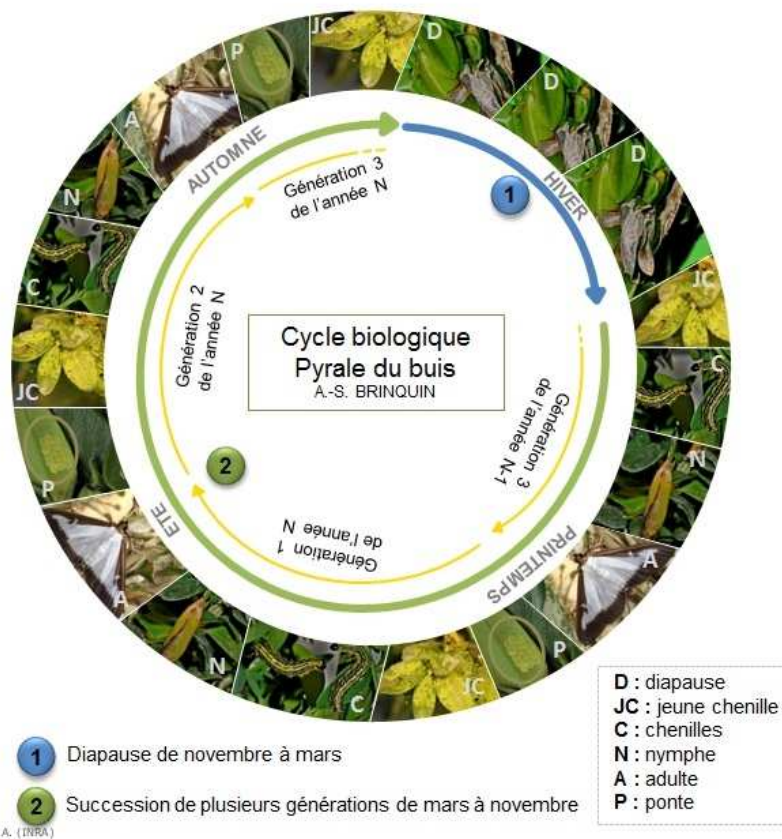 P
JC
D
D
D
JC
C
N
A
P
JC
C
N
A
P
JC
C
N
A
AUTOMNE
HIVER
PRINTEMPS
ETE
Génération 3
de l'année N
1
Génération 2
de l'année N
Cycle biologique
Pyrale du buis
A.-S. BRINQUIN
Génération 3
de l'année N-1
2
Génération 1
de l'année N
D : diapause
JC : jeune chenille
C : chenilles
N : nymphe
A : adulte
P : ponte
1 Diapause de novembre à mars
2 Succession de plusieurs générations de mars à novembre
A. (INRA)